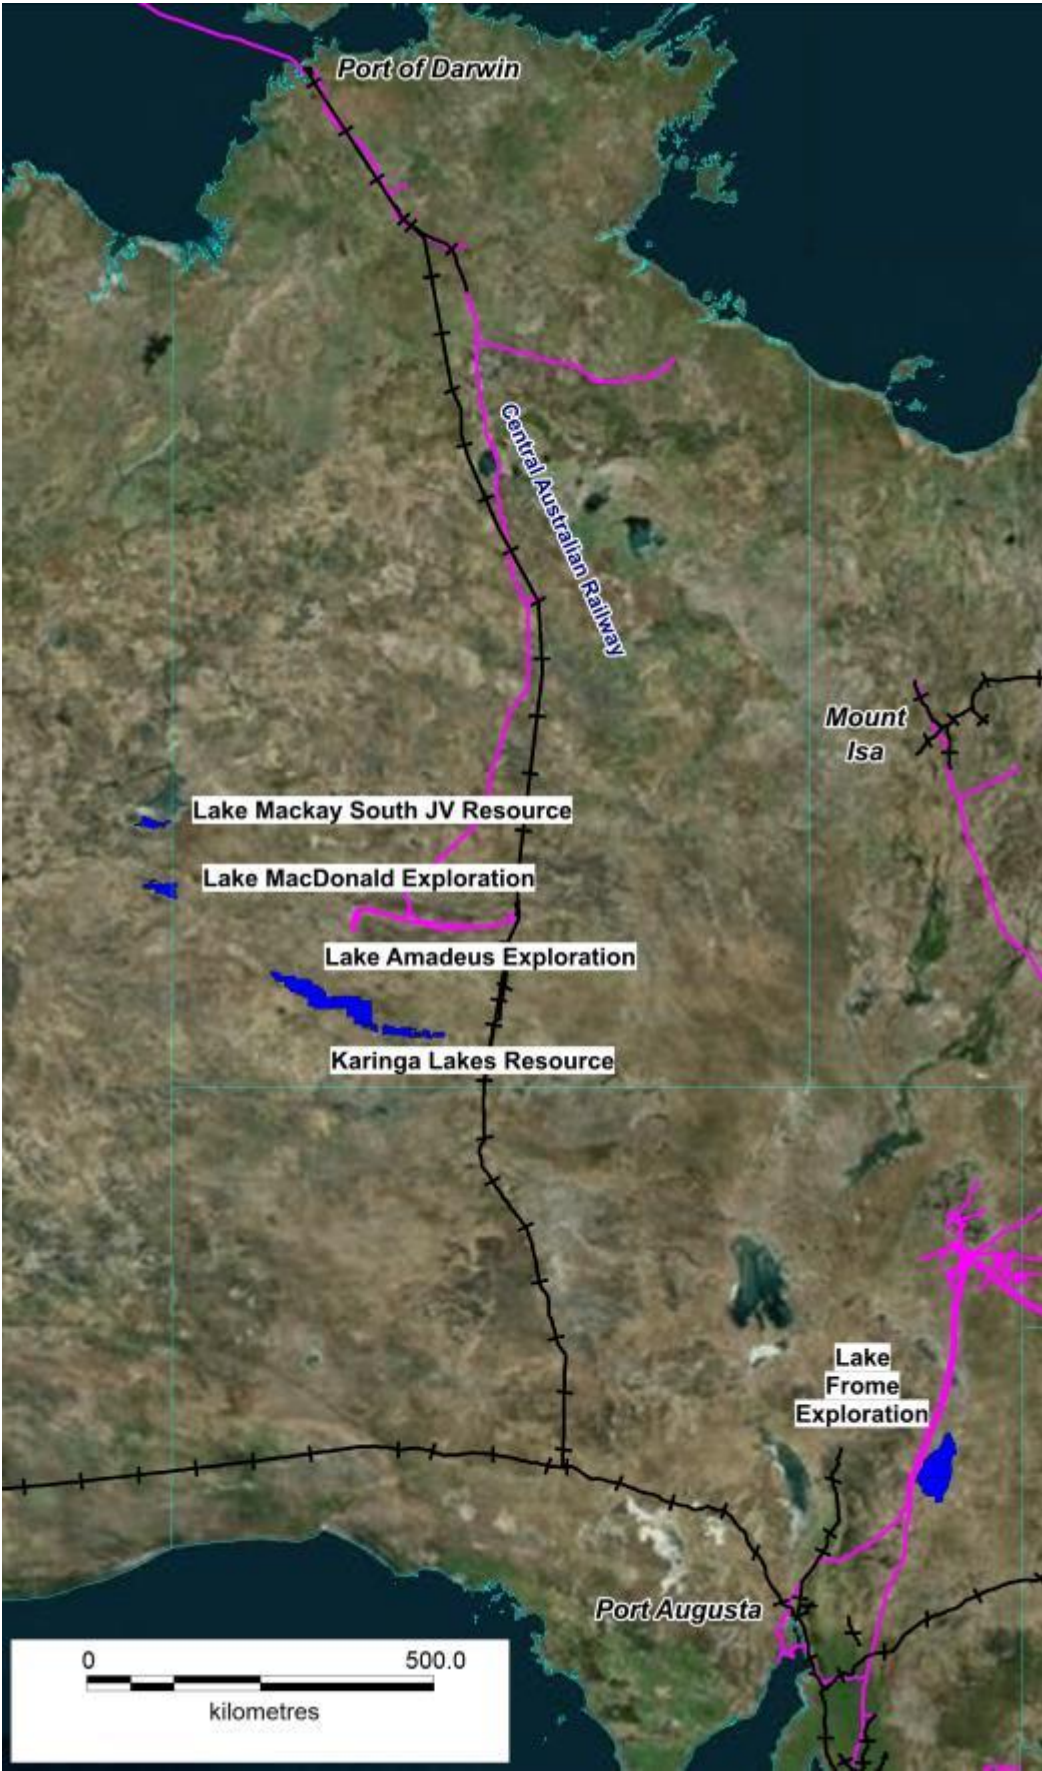 Port of Darwin
Central Australian Railway
Mount
Isa
Lake Mackay South JV Resource
Lake MacDonald Exploration
Lake Amadeus Exploration
Karinga Lakes Resource
Lake
Frome
Exploration
Port Augusta
0 500.0
kilometres